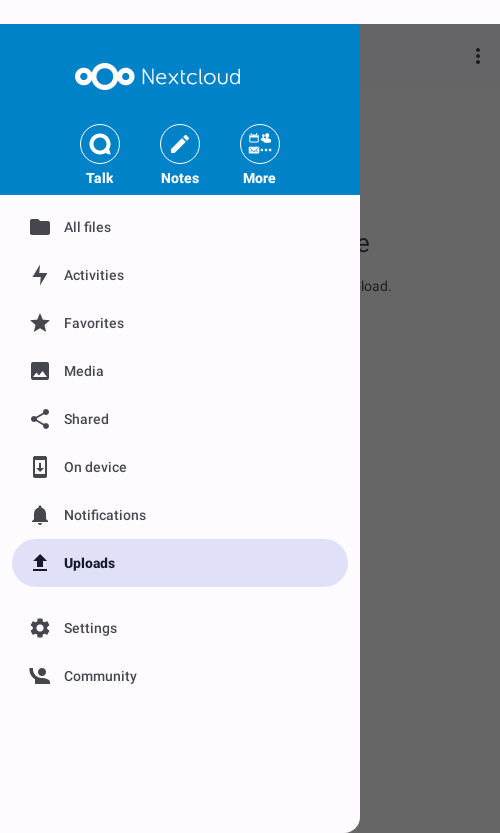 Nextcloud
Talk Notes More
All files
Activities
e
Favorites
load.
Media
Shared
On device
Notifications
Uploads
Settings
Community